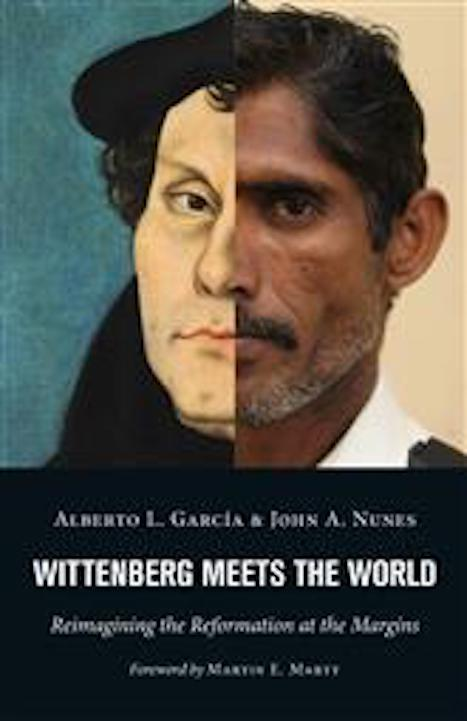 ALBERTO L. GARCÍA & JOHN A. NUNES
WITTENBERG MEETS THE WORLD
Reimagining the Reformation at the Margins
Foreword by MARTIN E. MARTY